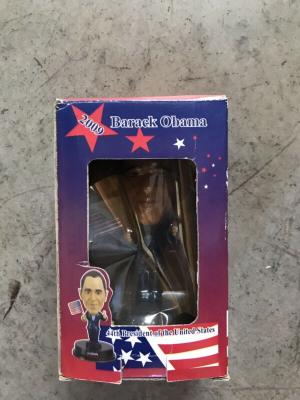 2009
Barack Obama
44th President of the United States